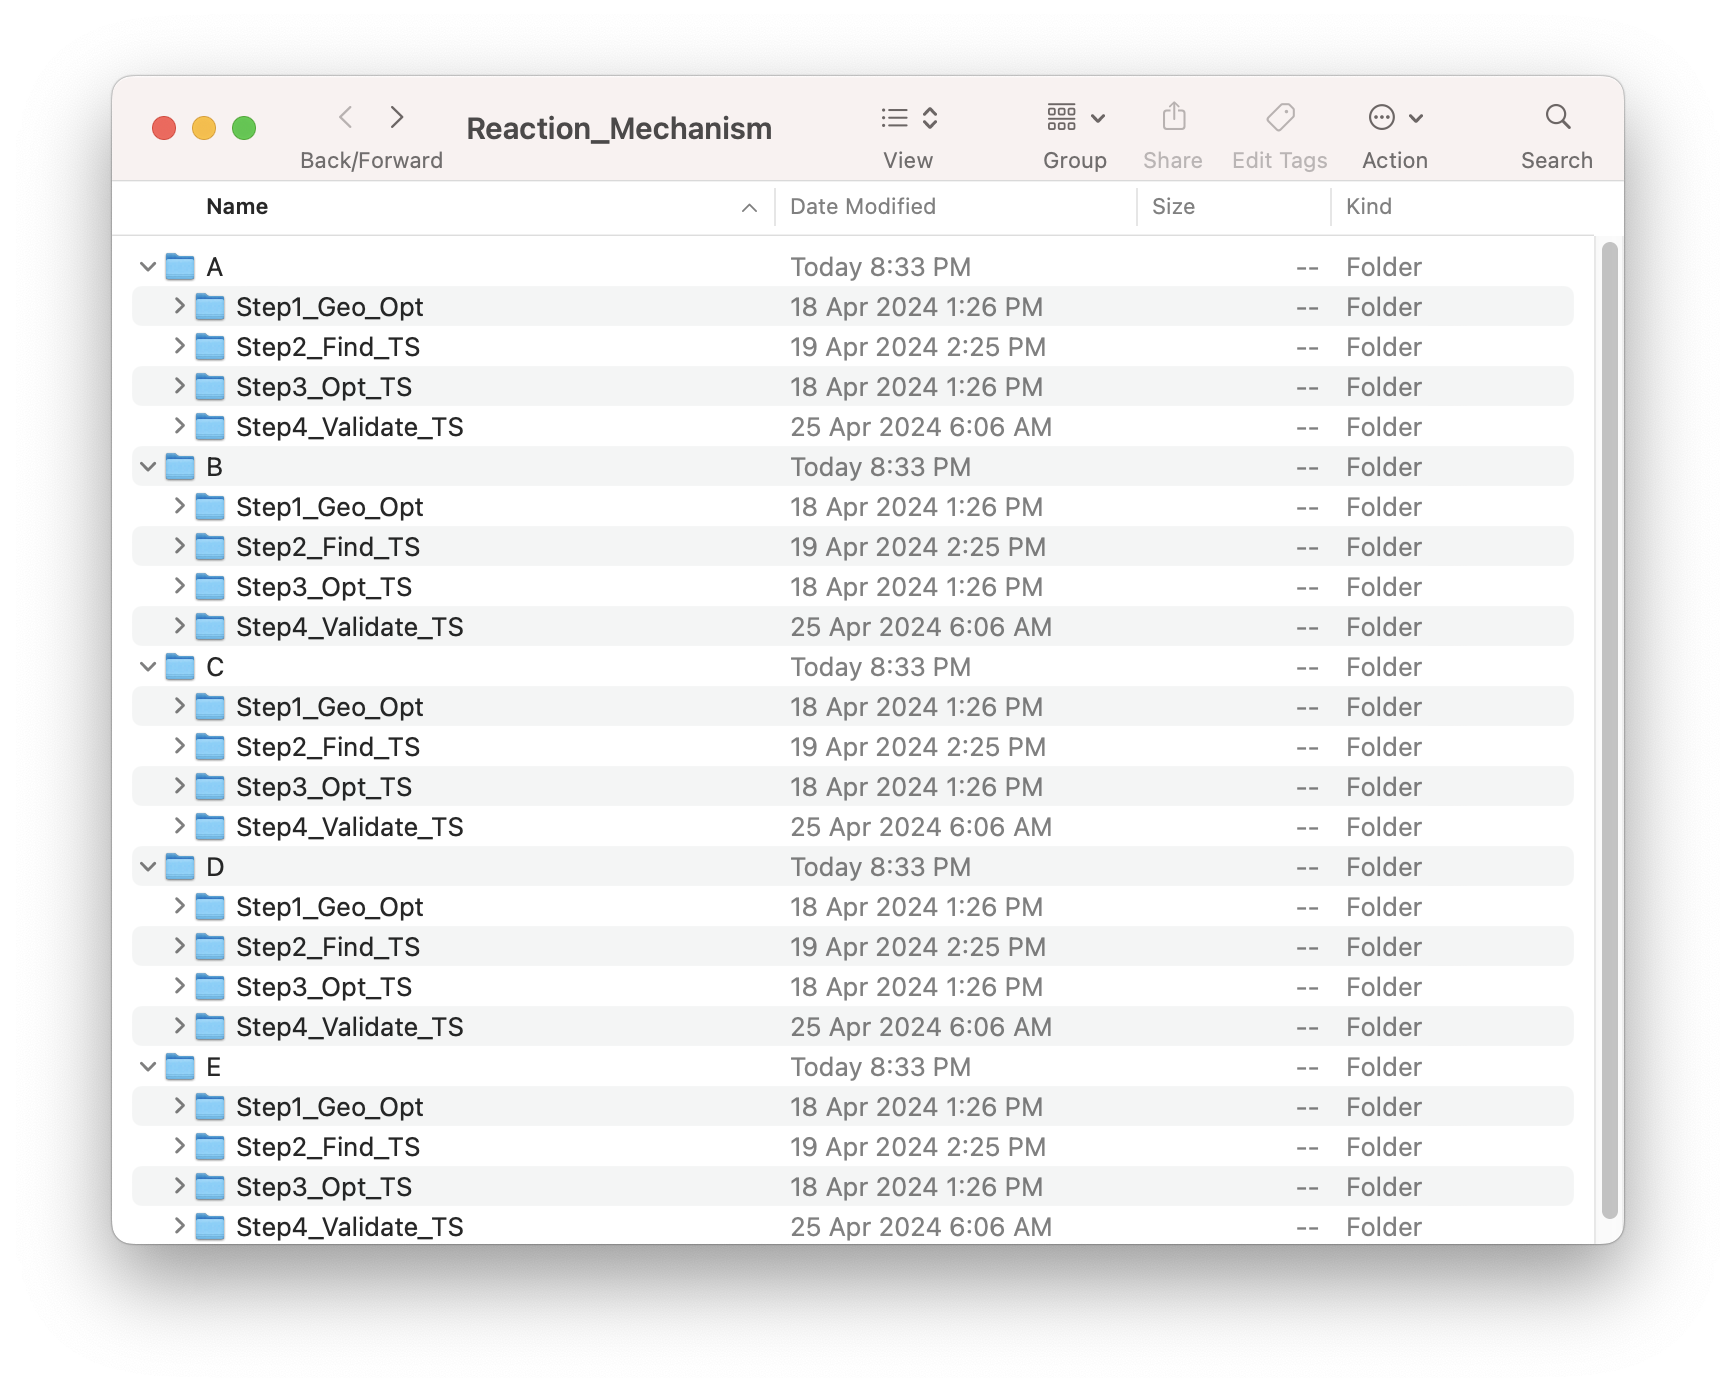 Reaction_Mechanism
Back/Forward View Group Share Edit Tags Action Search
Name Date Modified Size Kind
A Today 8:33 PM -- Folder
Step1_Geo_Opt 18 Apr 2024 1:26 PM -- Folder
Step2_Find_TS 19 Apr 2024 2:25 PM -- Folder
Step3_Opt_TS 18 Apr 2024 1:26 PM -- Folder
Step4_Validate_TS 25 Apr 2024 6:06 AM -- Folder
B Today 8:33 PM -- Folder
Step1_Geo_Opt 18 Apr 2024 1:26 PM -- Folder
Step2_Find_TS 19 Apr 2024 2:25 PM -- Folder
Step3_Opt_TS 18 Apr 2024 1:26 PM -- Folder
Step4_Validate_TS 25 Apr 2024 6:06 AM -- Folder
C Today 8:33 PM -- Folder
Step1_Geo_Opt 18 Apr 2024 1:26 PM -- Folder
Step2_Find_TS 19 Apr 2024 2:25 PM -- Folder
Step3_Opt_TS 18 Apr 2024 1:26 PM -- Folder
Step4_Validate_TS 25 Apr 2024 6:06 AM -- Folder
D Today 8:33 PM -- Folder
Step1_Geo_Opt 18 Apr 2024 1:26 PM -- Folder
Step2_Find_TS 19 Apr 2024 2:25 PM -- Folder
Step3_Opt_TS 18 Apr 2024 1:26 PM -- Folder
Step4_Validate_TS 25 Apr 2024 6:06 AM -- Folder
E Today 8:33 PM -- Folder
Step1_Geo_Opt 18 Apr 2024 1:26 PM -- Folder
Step2_Find_TS 19 Apr 2024 2:25 PM -- Folder
Step3_Opt_TS 18 Apr 2024 1:26 PM -- Folder
Step4_Validate_TS 25 Apr 2024 6:06 AM -- Folder